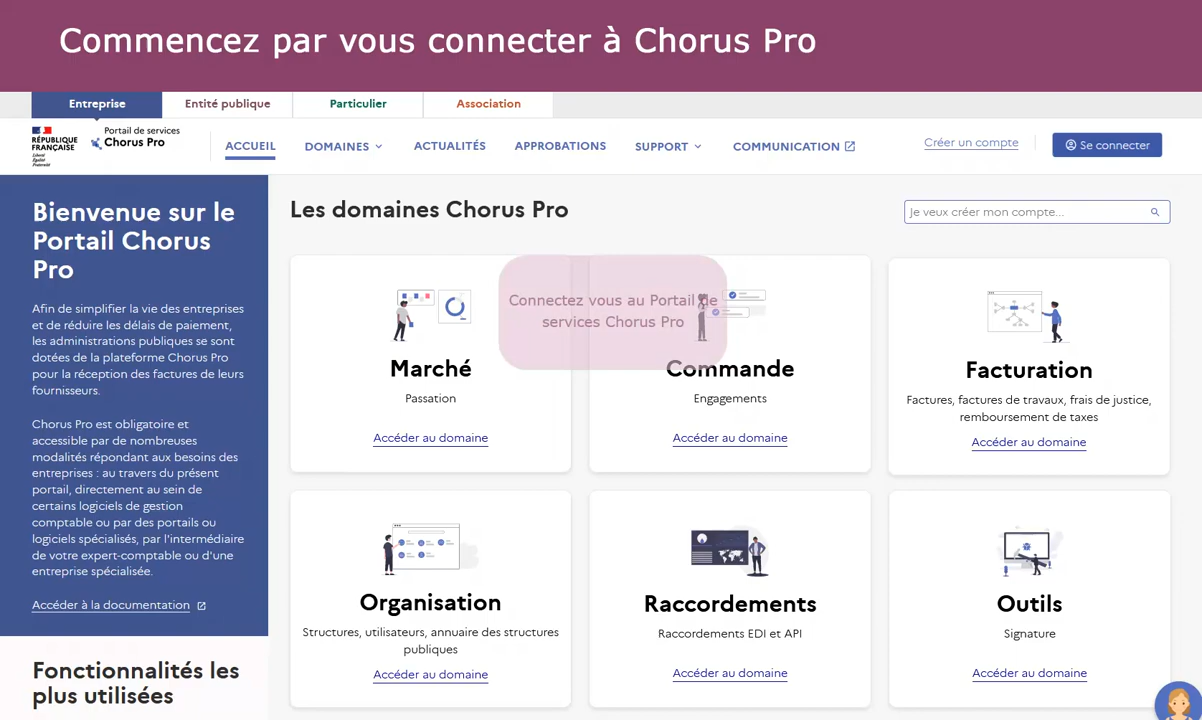 Commencez par vous connecter à Chorus Pro
Entreprise
Entité publique
Particulier
Association
RÉPUBLIQUE
FRANÇAISE
Liberté
Égalité
Fraternité
Portail de services
Chorus Pro
ACCUEIL
DOMAINES
ACTUALITÉS
APPROBATIONS
SUPPORT
COMMUNICATION
Créer un compte
Se connecter
Bienvenue sur le
Portail Chorus
Pro
Afin de simplifier la vie des entreprises
et de réduire les délais de paiement,
les administrations publiques se sont
dotées de la plateforme Chorus Pro
pour la réception des factures de leurs
fournisseurs.
Chorus Pro est obligatoire et
accessible par de nombreuses
modalités répondant aux besoins des
entreprises : au travers du présent
portail, directement au sein de
certains logiciels de gestion
comptable ou par des portails ou
logiciels spécialisés, par l'intermédiaire
de votre expert-comptable ou d'une
entreprise spécialisée.
Accéder à la documentation
Fonctionnalités les
plus utilisées
Les domaines Chorus Pro
Je veux créer mon compte...
Connectez vous au Portail de
services Chorus Pro
Marché
Passation
Accéder au domaine
Commande
Engagements
Accéder au domaine
Facturation
Factures, factures de travaux, frais de justice,
remboursement de taxes
Accéder au domaine
Organisation
Structures, utilisateurs, annuaire des structures
publiques
Accéder au domaine
Raccordements
Raccordements EDI et API
Accéder au domaine
Outils
Signature
Accéder au domaine